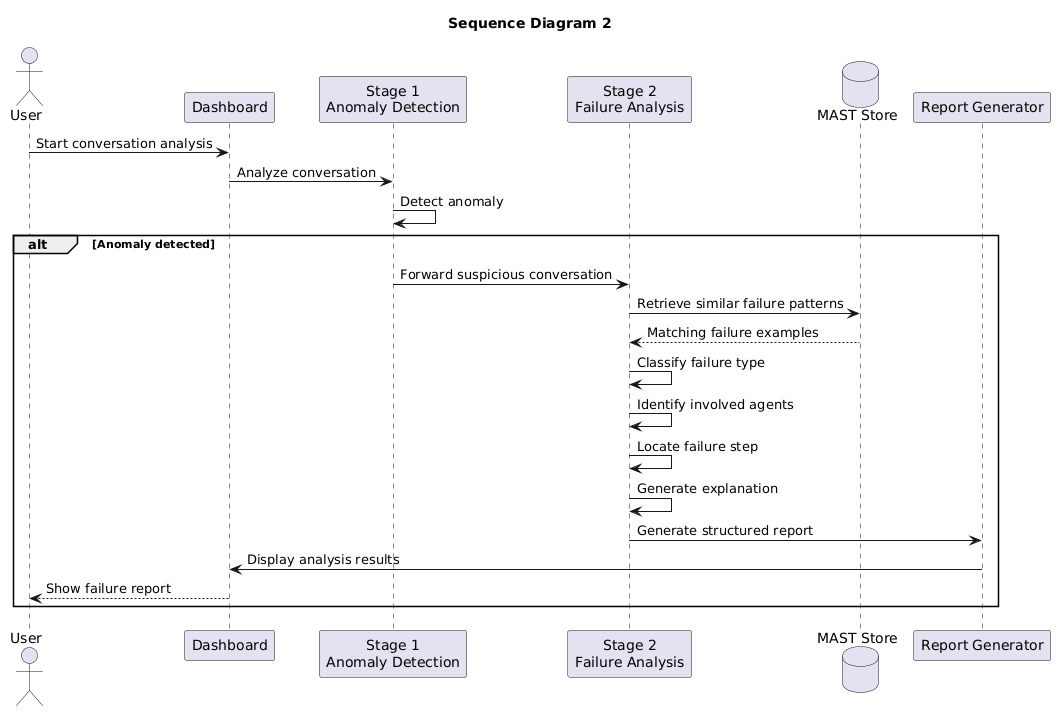 Sequence Diagram 2
User
Dashboard
Stage 1
Anomaly Detection
Stage 2
Failure Analysis
MAST Store
Report Generator
Start conversation analysis
Analyze conversation
Detect anomaly
alt
[Anomaly detected]
Forward suspicious conversation
Retrieve similar failure patterns
Matching failure examples
Classify failure type
Identify involved agents
Locate failure step
Generate explanation
Generate structured report
Display analysis results
Show failure report
User
Dashboard
Stage 1
Anomaly Detection
Stage 2
Failure Analysis
MAST Store
Report Generator